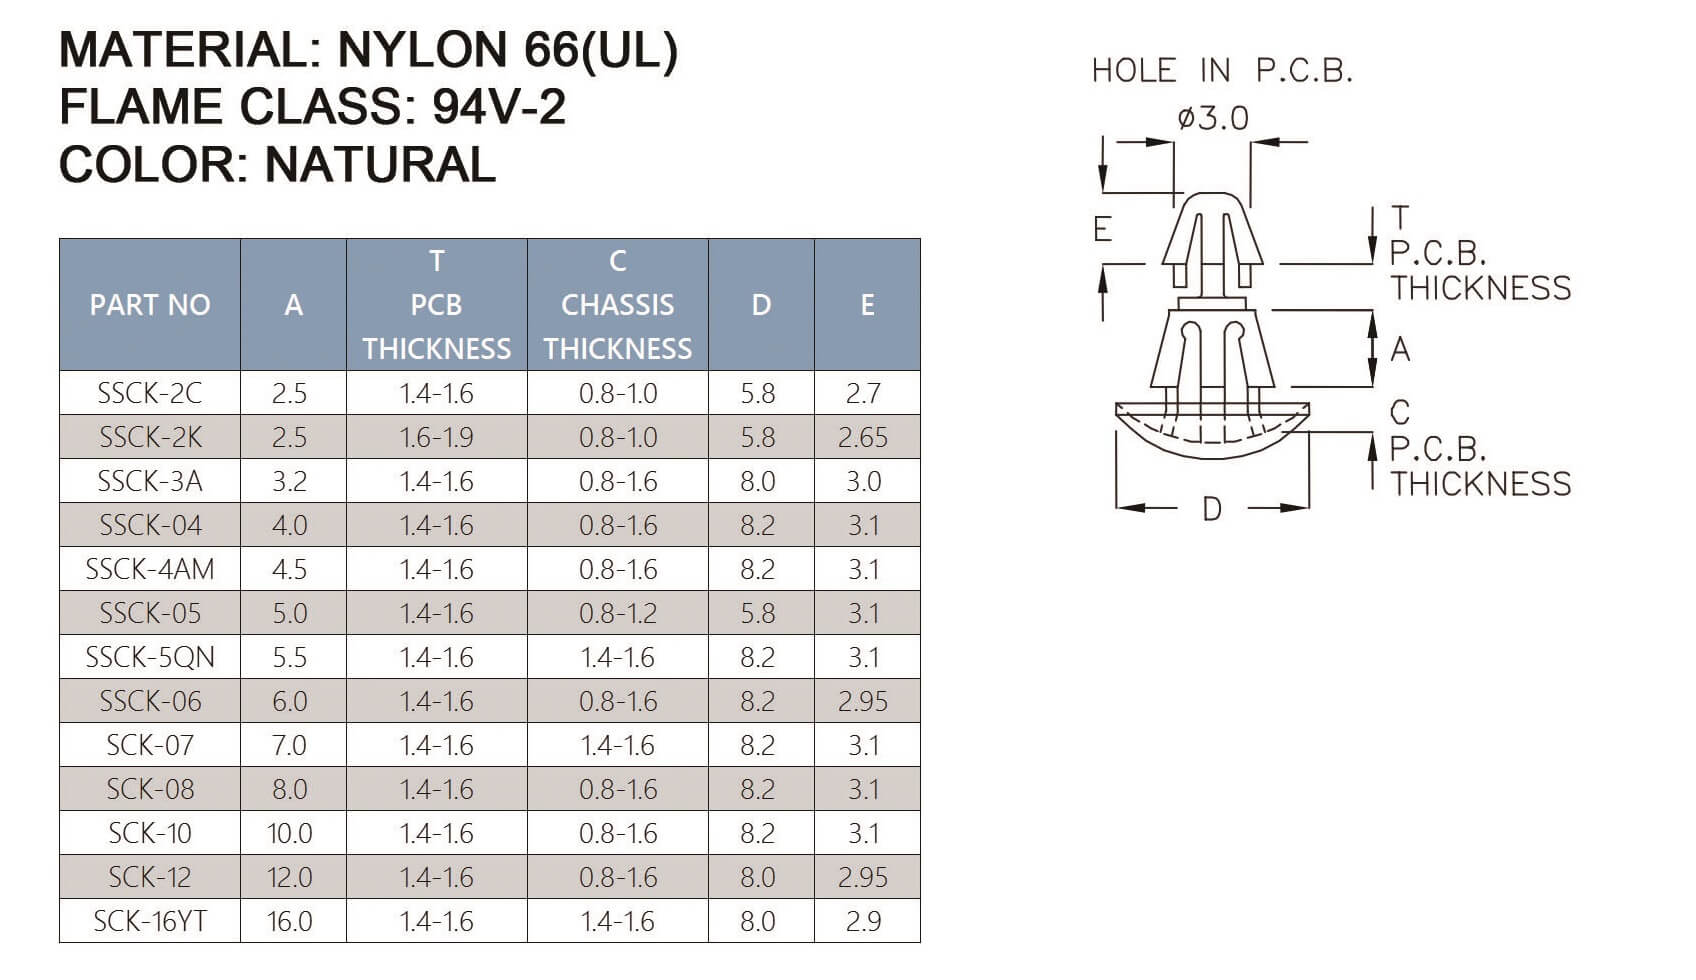 MATERIAL: NYLON 66(UL)
FLAME CLASS: 94V-2
COLOR: NATURAL
PART NO A T PCB THICKNESS C CHASSIS THICKNESS D E
SSCK-2C 2.5 1.4-1.6 0.8-1.0 5.8 2.7
SSCK-2K 2.5 1.6-1.9 0.8-1.0 5.8 2.65
SSCK-3A 3.2 1.4-1.6 0.8-1.6 8.0 3.0
SSCK-04 4.0 1.4-1.6 0.8-1.6 8.2 3.1
SSCK-4AM 4.5 1.4-1.6 0.8-1.6 8.2 3.1
SSCK-05 5.0 1.4-1.6 0.8-1.2 5.8 3.1
SSCK-5QN 5.5 1.4-1.6 1.4-1.6 8.2 3.1
SSCK-06 6.0 1.4-1.6 0.8-1.6 8.2 2.95
SCK-07 7.0 1.4-1.6 1.4-1.6 8.2 3.1
SCK-08 8.0 1.4-1.6 0.8-1.6 8.2 3.1
SCK-10 10.0 1.4-1.6 0.8-1.6 8.2 3.1
SCK-12 12.0 1.4-1.6 0.8-1.6 8.0 2.95
SCK-16YT 16.0 1.4-1.6 1.4-1.6 8.0 2.9
HOLE IN P.C.B.
ø3.0
E
T
P.C.B.
THICKNESS
A
C
P.C.B.
THICKNESS
D